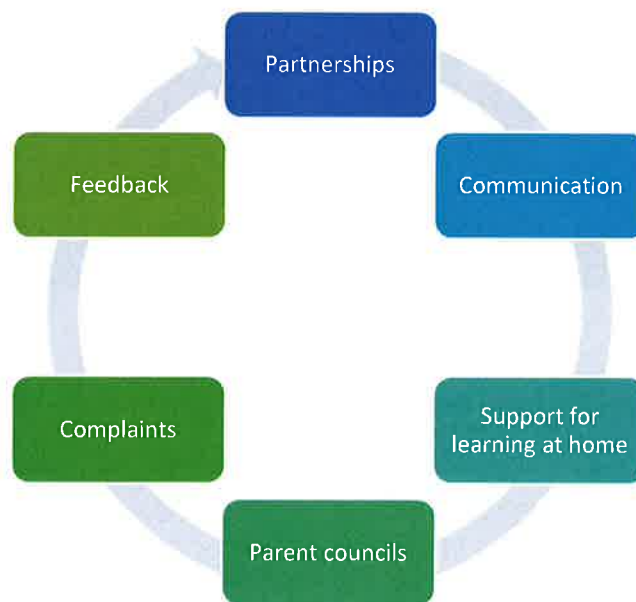 Partnerships
Communication
Support for
learning at home
Parent councils
Complaints
Feedback